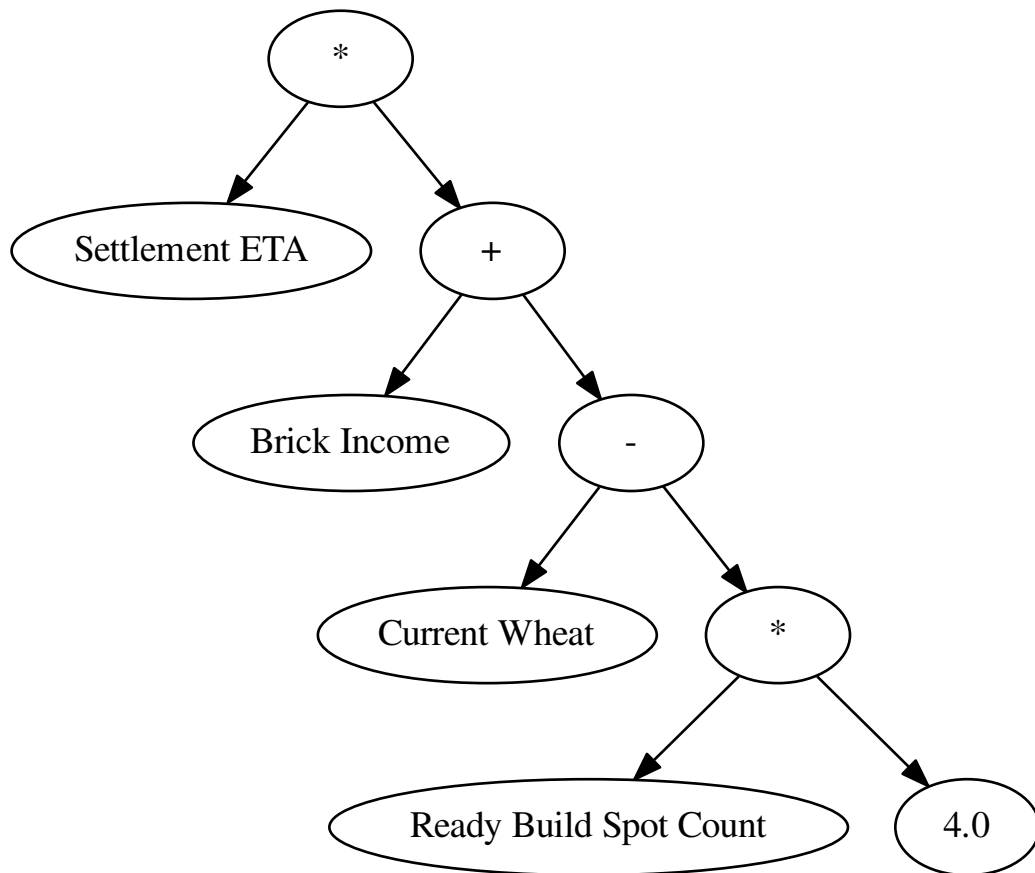 *
Settlement ETA
+
Brick Income
-
Current Wheat
*
Ready Build Spot Count
4.0